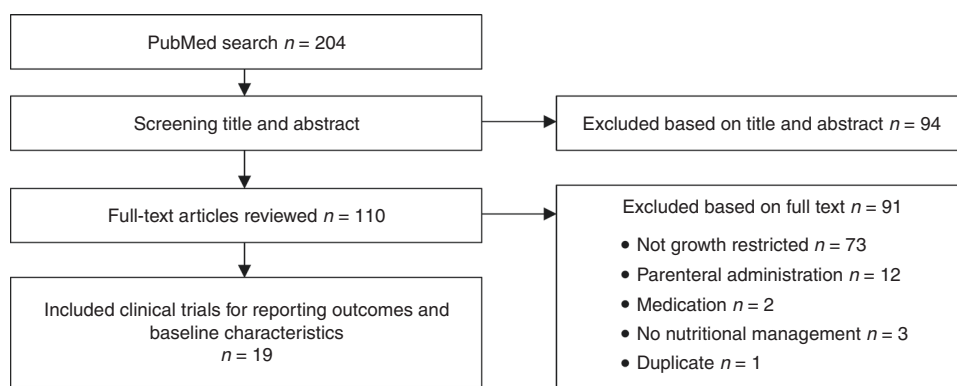 PubMed search n = 204
Screening title and abstract
Excluded based on title and abstract n = 94
Full-text articles reviewed n = 110
Excluded based on full text n = 91
• Not growth restricted n = 73
• Parenteral administration n = 12
• Medication n = 2
• No nutritional management n = 3
• Duplicate n = 1
Included clinical trials for reporting outcomes and
baseline characteristics
n = 19